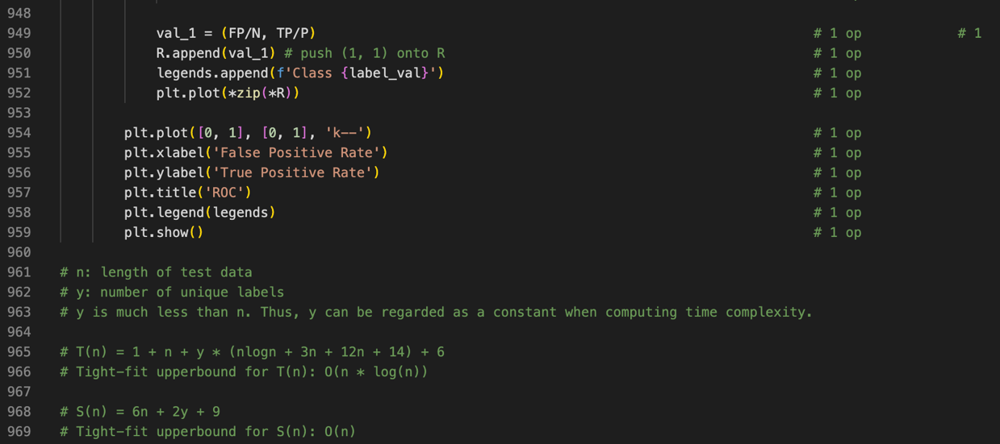 948
949 val_1 = (FP/N, TP/P) # 1 op # 1
950 R.append(val_1) # push (1, 1) onto R # 1 op
951 legends.append(f'Class {label_val}') # 1 op
952 plt.plot(*zip(*R)) # 1 op
953
954 plt.plot([0, 1], [0, 1], 'k--') # 1 op
955 plt.xlabel('False Positive Rate') # 1 op
956 plt.ylabel('True Positive Rate') # 1 op
957 plt.title('ROC') # 1 op
958 plt.legend(legends) # 1 op
959 plt.show() # 1 op
960
961 # n: length of test data
962 # y: number of unique labels
963 # y is much less than n. Thus, y can be regarded as a constant when computing time complexity.
964
965 # T(n) = 1 + n + y * (nlogn + 3n + 12n + 14) + 6
966 # Tight-fit upperbound for T(n): O(n * log(n))
967
968 # S(n) = 6n + 2y + 9
969 # Tight-fit upperbound for S(n): O(n)